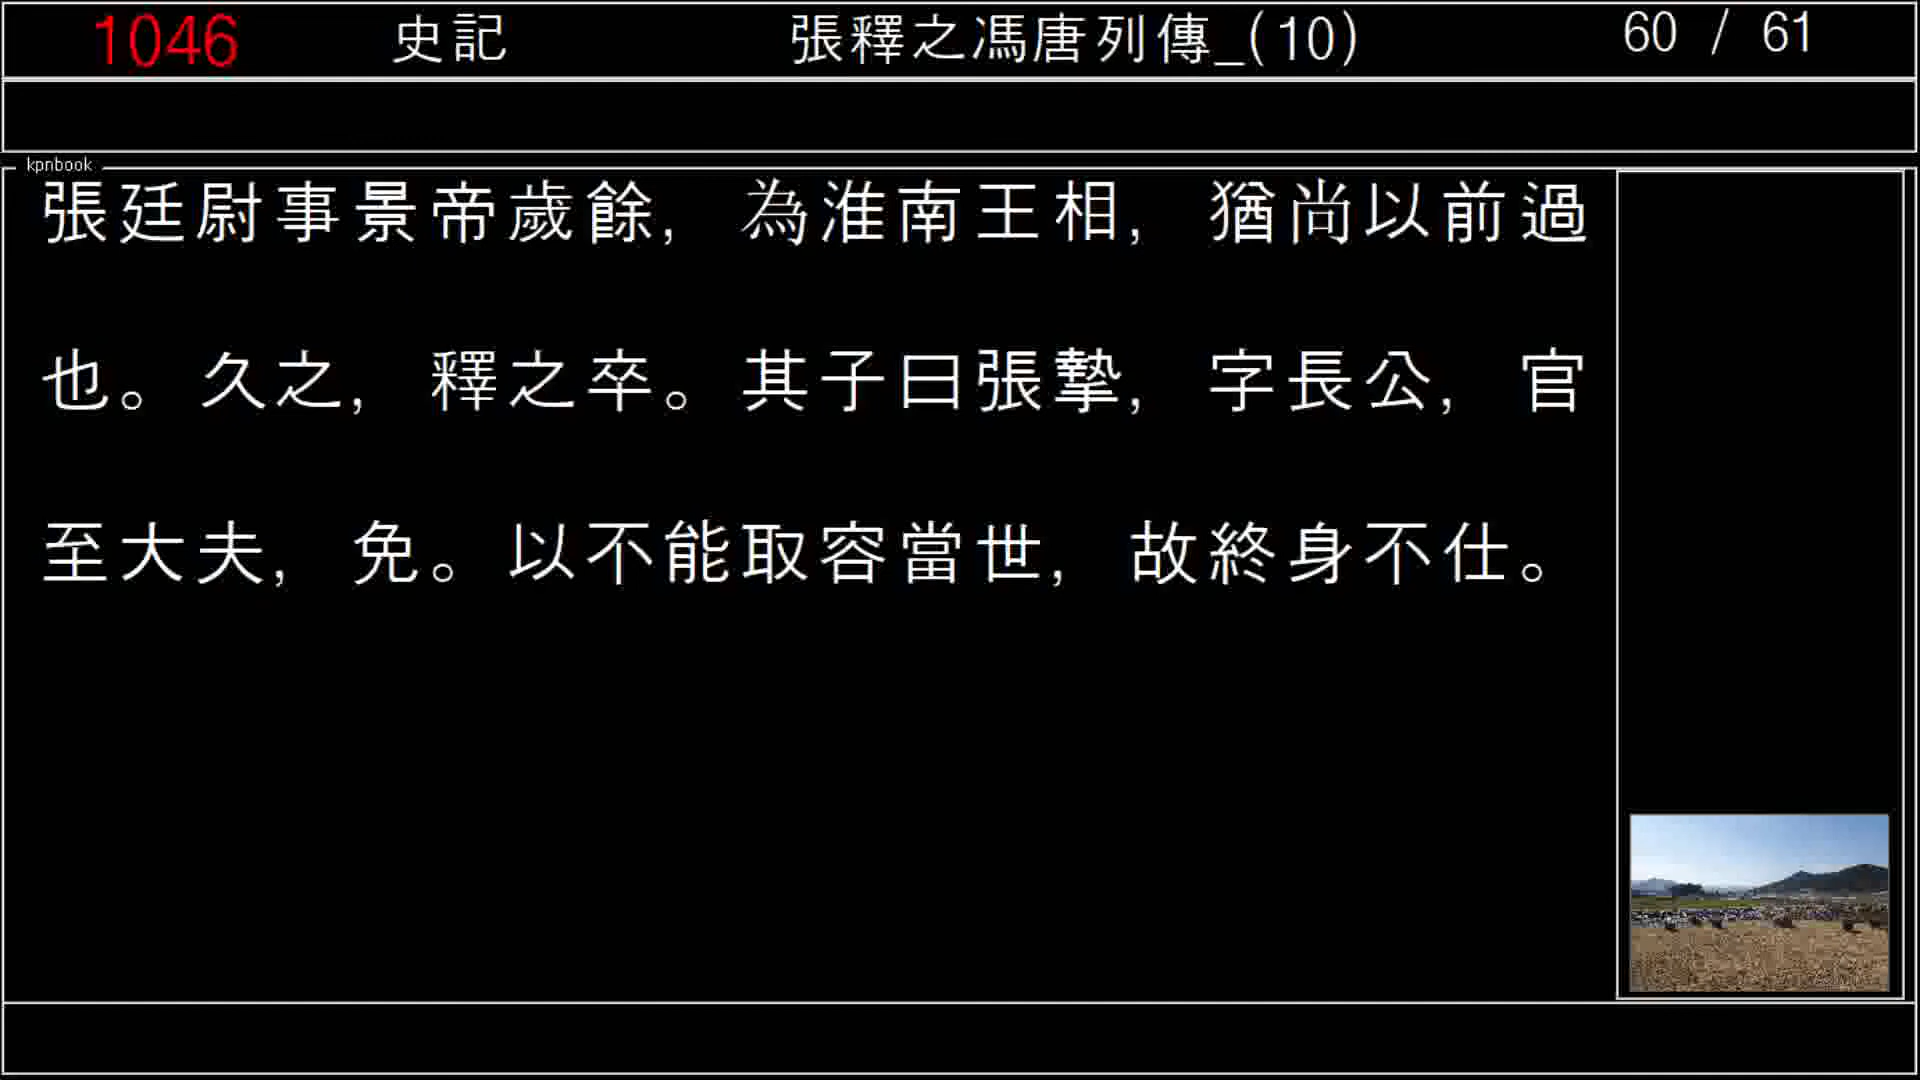 1046 史記 張釋之馮唐列傳_(10) 60 / 61
kpnbook
張廷尉事景帝歲餘, 為淮南王相, 猶尚以前過
也。久之, 釋之卒。其子曰張摯, 字長公, 官
至大夫, 免。以不能取容當世, 故終身不仕。